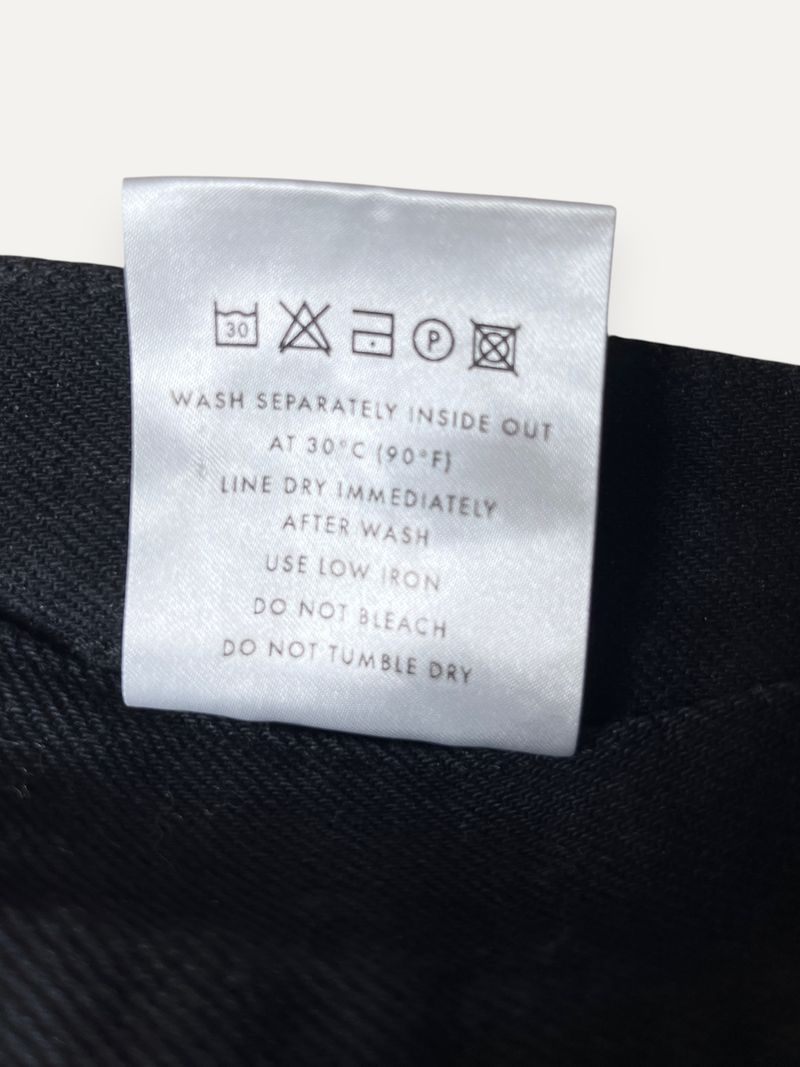 30 P
WASH SEPARATELY INSIDE OUT
AT 30°C (90°F)
LINE DRY IMMEDIATELY
AFTER WASH
USE LOW IRON
DO NOT BLEACH
DO NOT TUMBLE DRY